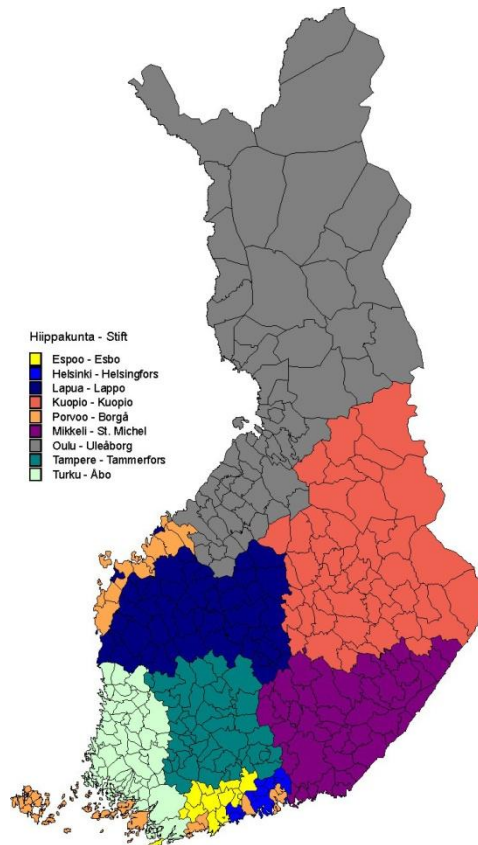 Hiippakunta - Stift
Espoo - Esbo
Helsinki - Helsingfors
Lapua - Lappo
Kuopio - Kuopio
Porvoo - Borgå
Mikkeli - St. Michel
Oulu - Uleåborg
Tampere - Tammerfors
Turku - Åbo